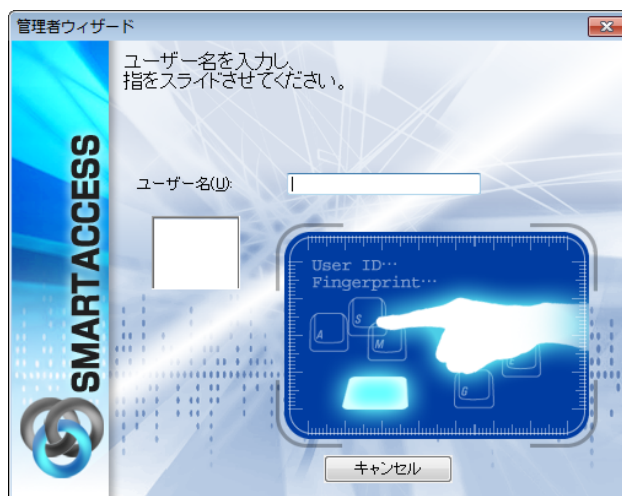 管理者ウィザード
ユーザー名を入力し、
指をスライドさせてください。
SMARTACCESS
ユーザー名(U):
User ID…
Fingerprint…
A
S
M
G
キャンセル